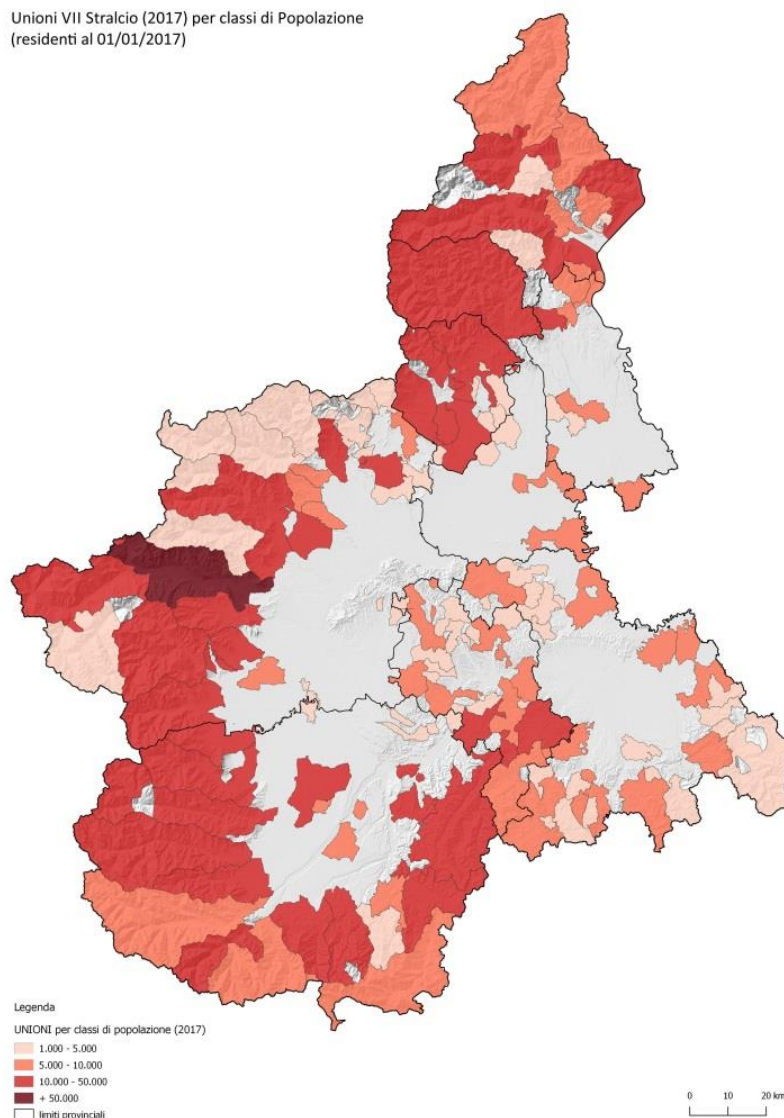 Unioni VII Stralcio (2017) per classi di Popolazione
(residenti al 01/01/2017)
Legenda
UNIONI per classi di popolazione (2017)
1.000 - 5.000
5.000 - 10.000
10.000 - 50.000
+ 50.000
limiti provinciali
0 10 20 km